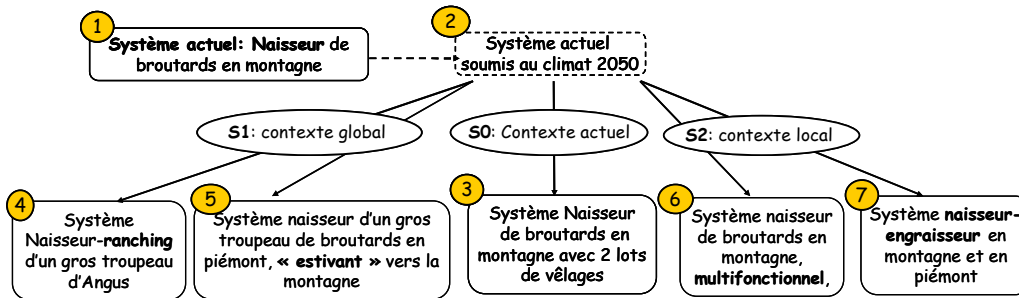 1
Système actuel: Naisseur de
broutards en montagne
2
Système actuel
soumis au climat 2050
S1: contexte global
S0: Contexte actuel
S2: contexte local
4
Système
Naisseur-ranching
d'un gros troupeau
d'Angus
5
Système naisseur d'un gros
troupeau de broutards en
piémont, « estivant » vers la
montagne
3
Système Naisseur
de broutards en
montagne avec 2 lots
de vêlages
6
Système naisseur
de broutards en
montagne,
multifonctionnel,
7
Système naisseur-
engraisseur en
montagne et en
piémont